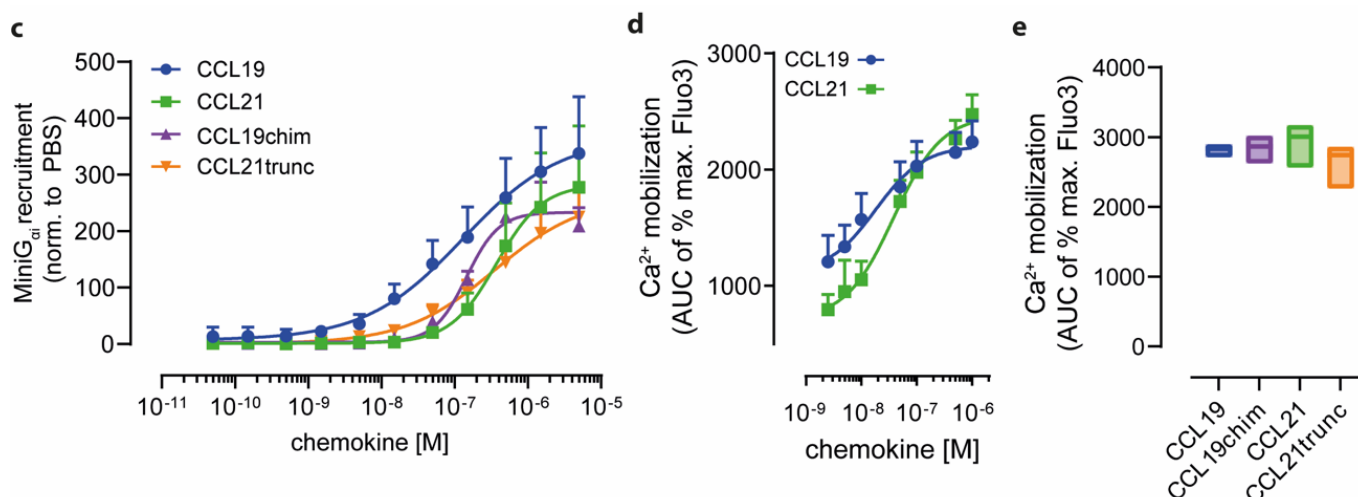 c
MiniGαi recruitment
(norm. to PBS)
500
400
300
200
100
0
CCL19
CCL21
CCL19chim
CCL21trunc
10⁻¹¹ 10⁻¹⁰ 10⁻⁹ 10⁻⁸ 10⁻⁷ 10⁻⁶ 10⁻⁵
chemokine [M]
d
Ca²⁺ mobilization
(AUC of % max. Fluo3)
3000
2000
1000
CCL19
CCL21
10⁻⁹ 10⁻⁸ 10⁻⁷ 10⁻⁶
chemokine [M]
e
Ca²⁺ mobilization
(AUC of % max. Fluo3)
4000
3000
2000
1000
0
CCL19
CCL19chim
CCL21
CCL21trunc